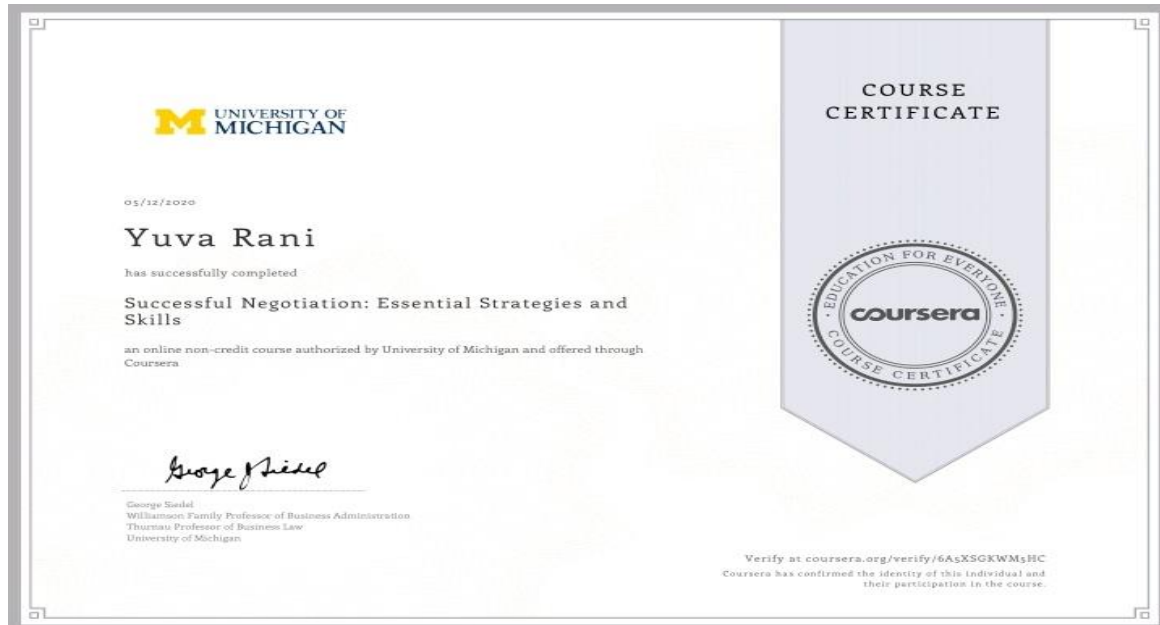 UNIVERSITY OF
MICHIGAN
05/12/2020
Yuva Rani
has successfully completed
Successful Negotiation: Essential Strategies and
Skills
an online non-credit course authorized by University of Michigan and offered through
Coursera
George J Siedel
George Siedel
Williamson Family Professor of Business Administration
Thurnau Professor of Business Law
University of Michigan
COURSE
CERTIFICATE
EDUCATION FOR EVERYONE
coursera
COURSE CERTIFICATE
Verify at coursera.org/verify/6A5XSGKWM5HC
Coursera has confirmed the identity of this individual and
their participation in the course.